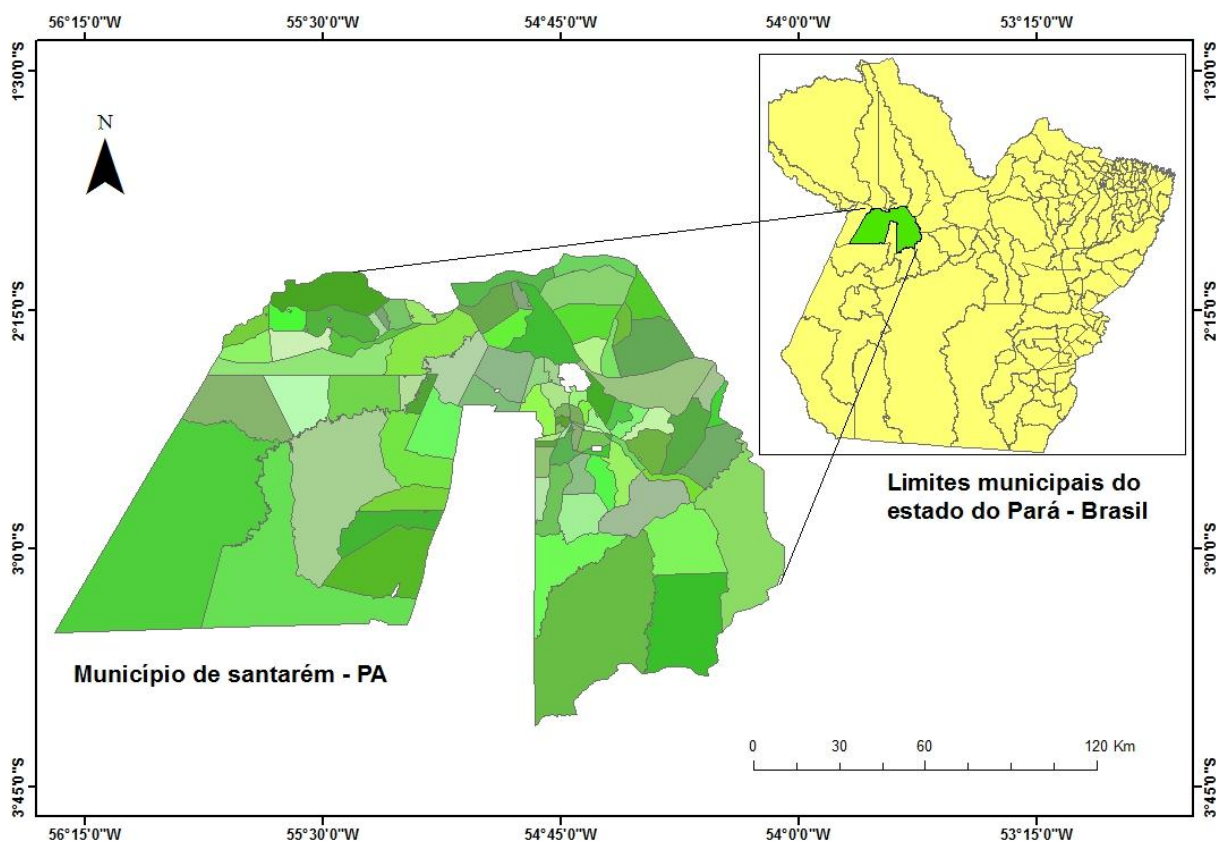 56°15'0"W 55°30'0"W 54°45'0"W 54°0'0"W 53°15'0"W
1°30'0"S 1°30'0"S
N
2°15'0"S 2°15'0"S
Limites municipais do
estado do Pará - Brasil
3°0'0"S 3°0'0"S
Município de santarém - PA
0 30 60 120 Km
3°45'0"S 3°45'0"S
56°15'0"W 55°30'0"W 54°45'0"W 54°0'0"W 53°15'0"W